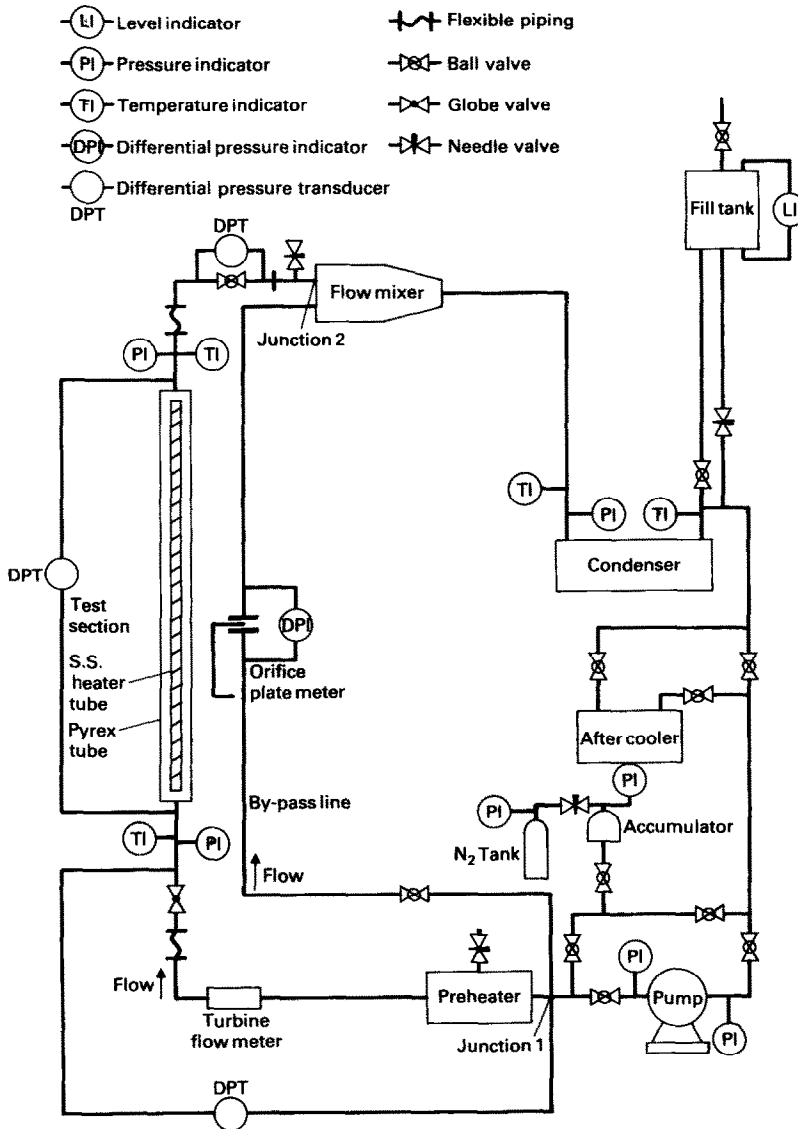 LI Level indicator
PI Pressure indicator
TI Temperature indicator
DPI Differential pressure indicator
Differential pressure transducer
DPT
Flexible piping
Ball valve
Globe valve
Needle valve
Fill tank
LI
DPT
Flow mixer
Junction 2
PI
TI
TI
PI
TI
Condenser
DPT
Test
section
S.S.
heater
tube
Pyrex
tube
DPI
Orifice
plate meter
After cooler
PI
PI
Accumulator
N2 Tank
By-pass line
TI
PI
Flow
Flow
Turbine
flow meter
Preheater
Junction 1
PI
Pump
PI
DPT